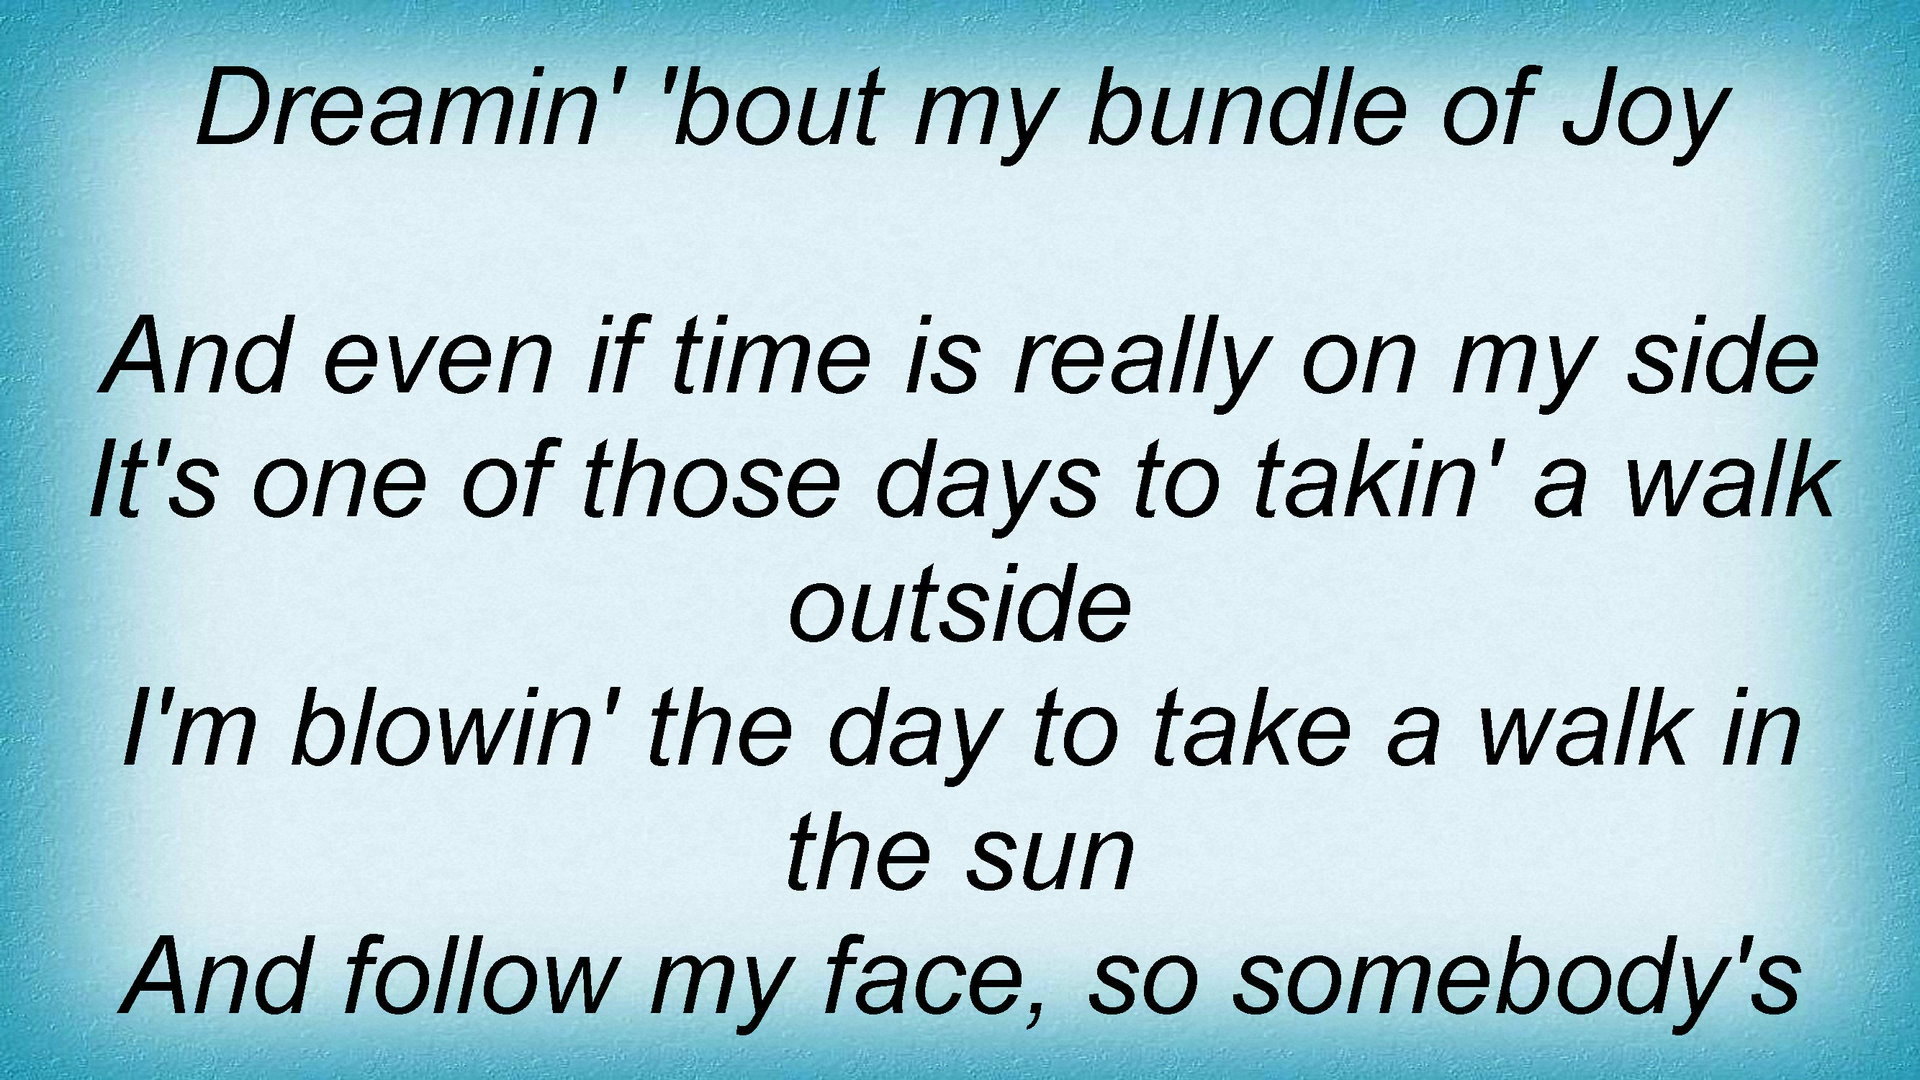 Dreamin' 'bout my bundle of Joy
And even if time is really on my side
It's one of those days to takin' a walk
outside
I'm blowin' the day to take a walk in
the sun
And follow my face, so somebody's